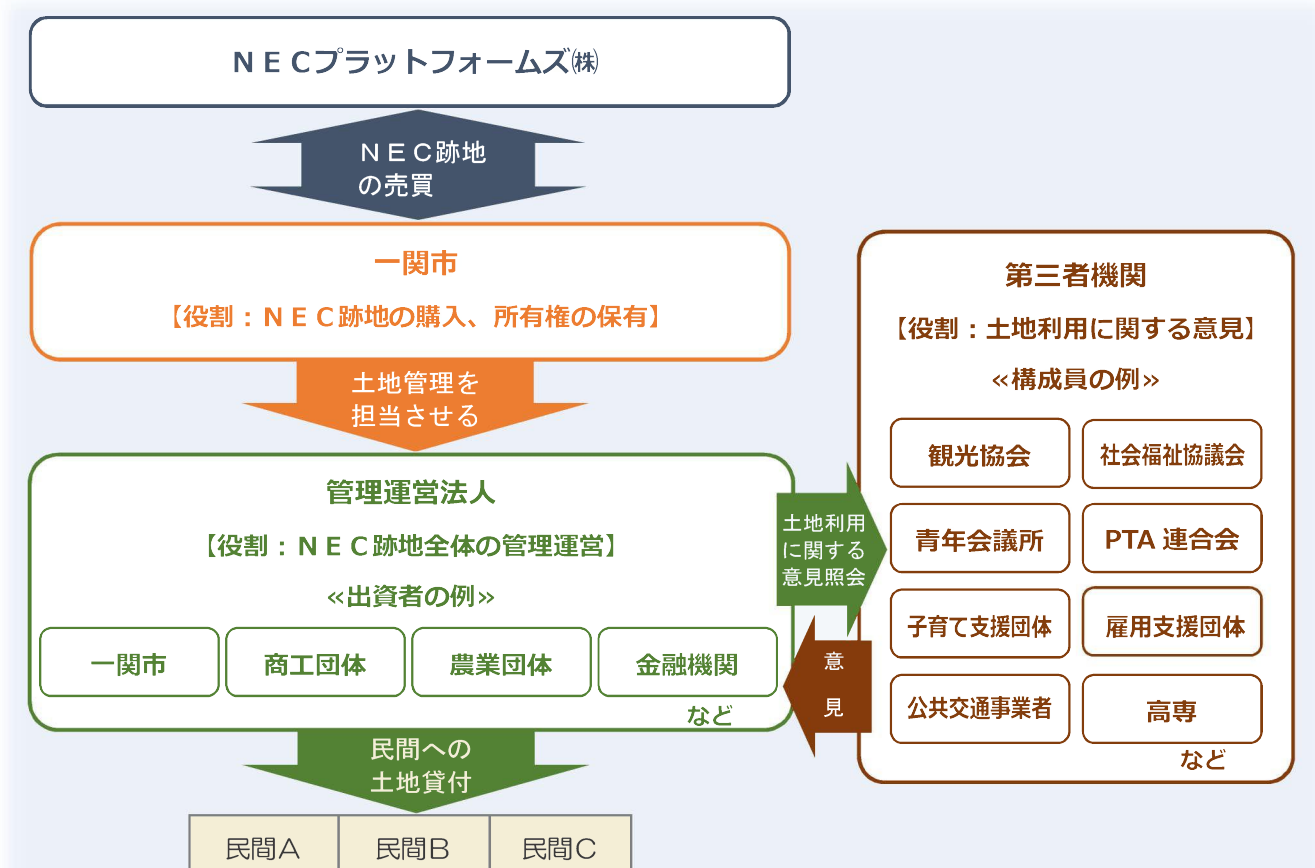 ＮＥＣプラットフォームズ㈱
ＮＥＣ跡地
の売買
一関市
【役割：ＮＥＣ跡地の購入、所有権の保有】
土地管理を
担当させる
管理運営法人
【役割：ＮＥＣ跡地全体の管理運営】
≪出資者の例≫
一関市
商工団体
農業団体
金融機関
など
土地利用
に関する
意見照会
意
見
第三者機関
【役割：土地利用に関する意見】
≪構成員の例≫
観光協会
社会福祉協議会
青年会議所
PTA 連合会
子育て支援団体
雇用支援団体
公共交通事業者
高専
など
民間への
土地貸付
民間Ａ
民間Ｂ
民間Ｃ